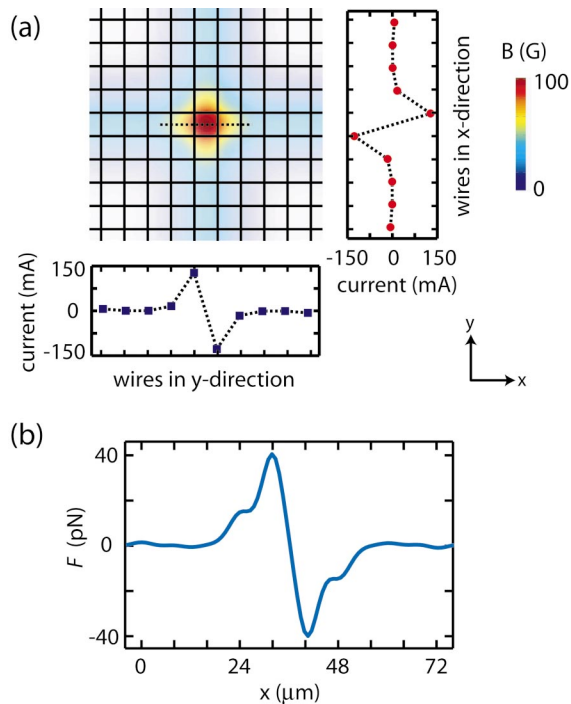 (a)
B (G)
100
0
wires in x-direction
-150 0 150
current (mA)
150
0
-150
current (mA)
wires in y-direction
y
x
(b)
40
0
-40
F (pN)
0 24 48 72
x (μm)